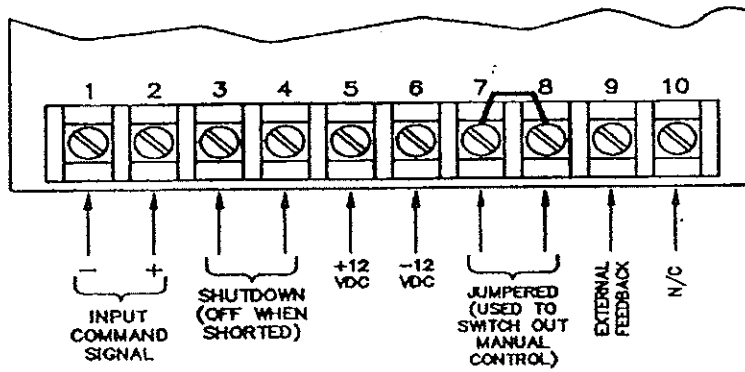 1 2 3 4 5 6 7 8 9 10
- +
INPUT
COMMAND
SIGNAL
SHUTDOWN
(OFF WHEN
SHORTED)
+12
VDC
-12
VDC
JUMPERED
(USED TO
SWITCH OUT
MANUAL
CONTROL)
EXTERNAL
FEEDBACK
N/C